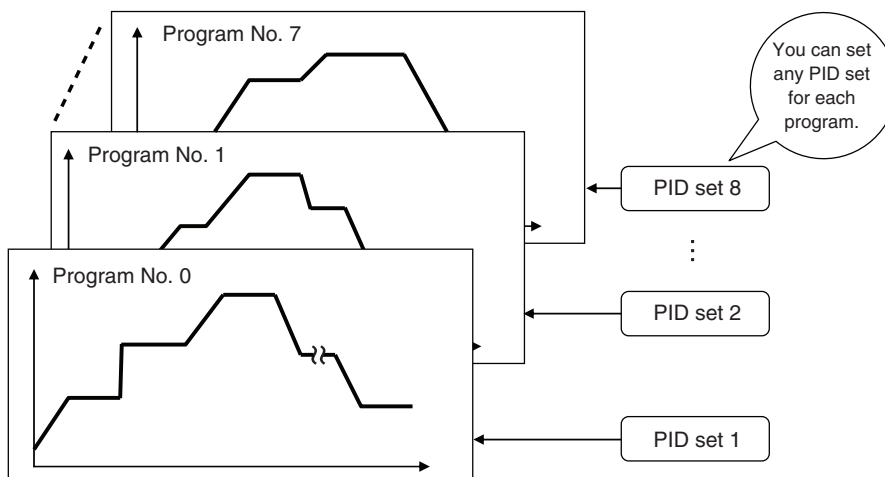 Program No. 7
You can set
any PID set
for each
program.
Program No. 1
PID set 8
Program No. 0
PID set 2
PID set 1